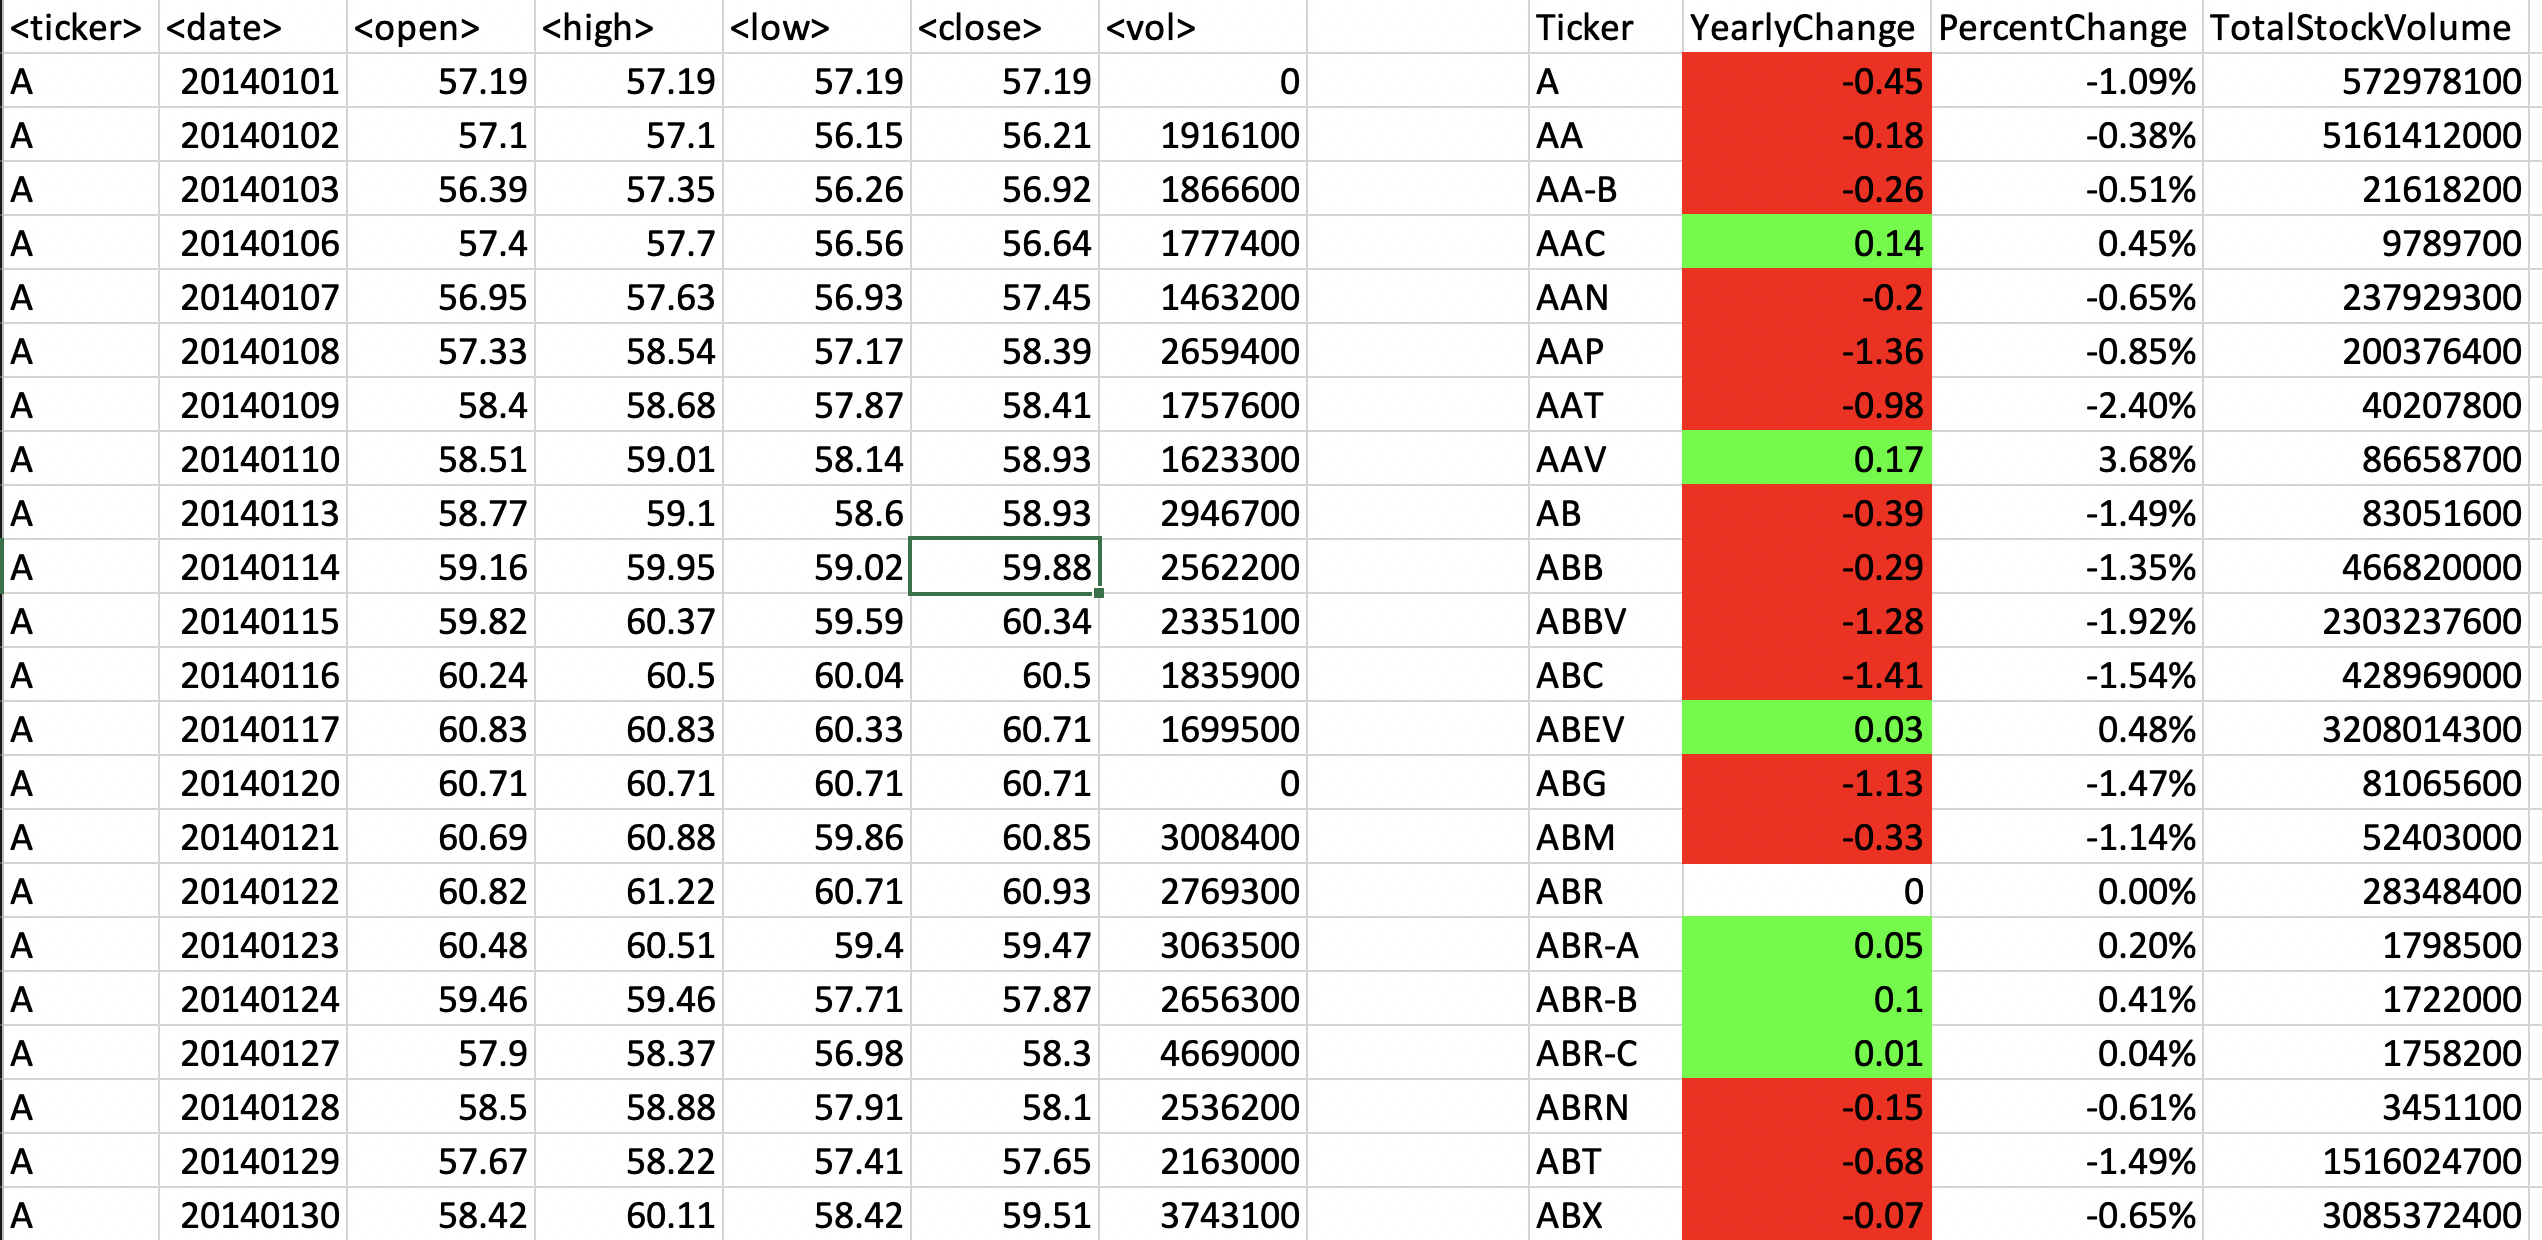 <ticker> <date> <open> <high> <low> <close> <vol> Ticker YearlyChange PercentChange TotalStockVolume
A 20140101 57.19 57.19 57.19 57.19 0 A -0.45 -1.09% 572978100
A 20140102 57.1 57.1 56.15 56.21 1916100 AA -0.18 -0.38% 5161412000
A 20140103 56.39 57.35 56.26 56.92 1866600 AA-B -0.26 -0.51% 21618200
A 20140106 57.4 57.7 56.56 56.64 1777400 AAC 0.14 0.45% 9789700
A 20140107 56.95 57.63 56.93 57.45 1463200 AAN -0.2 -0.65% 237929300
A 20140108 57.33 58.54 57.17 58.39 2659400 AAP -1.36 -0.85% 200376400
A 20140109 58.4 58.68 57.87 58.41 1757600 AAT -0.98 -2.40% 40207800
A 20140110 58.51 59.01 58.14 58.93 1623300 AAV 0.17 3.68% 86658700
A 20140113 58.77 59.1 58.6 58.93 2946700 AB -0.39 -1.49% 83051600
A 20140114 59.16 59.95 59.02 59.88 2562200 ABB -0.29 -1.35% 466820000
A 20140115 59.82 60.37 59.59 60.34 2335100 ABBV -1.28 -1.92% 2303237600
A 20140116 60.24 60.5 60.04 60.5 1835900 ABC -1.41 -1.54% 428969000
A 20140117 60.83 60.83 60.33 60.71 1699500 ABEV 0.03 0.48% 3208014300
A 20140120 60.71 60.71 60.71 60.71 0 ABG -1.13 -1.47% 81065600
A 20140121 60.69 60.88 59.86 60.85 3008400 ABM -0.33 -1.14% 52403000
A 20140122 60.82 61.22 60.71 60.93 2769300 ABR 0 0.00% 28348400
A 20140123 60.48 60.51 59.4 59.47 3063500 ABR-A 0.05 0.20% 1798500
A 20140124 59.46 59.46 57.71 57.87 2656300 ABR-B 0.1 0.41% 1722000
A 20140127 57.9 58.37 56.98 58.3 4669000 ABR-C 0.01 0.04% 1758200
A 20140128 58.5 58.88 57.91 58.1 2536200 ABRN -0.15 -0.61% 3451100
A 20140129 57.67 58.22 57.41 57.65 2163000 ABT -0.68 -1.49% 1516024700
A 20140130 58.42 60.11 58.42 59.51 3743100 ABX -0.07 -0.65% 3085372400